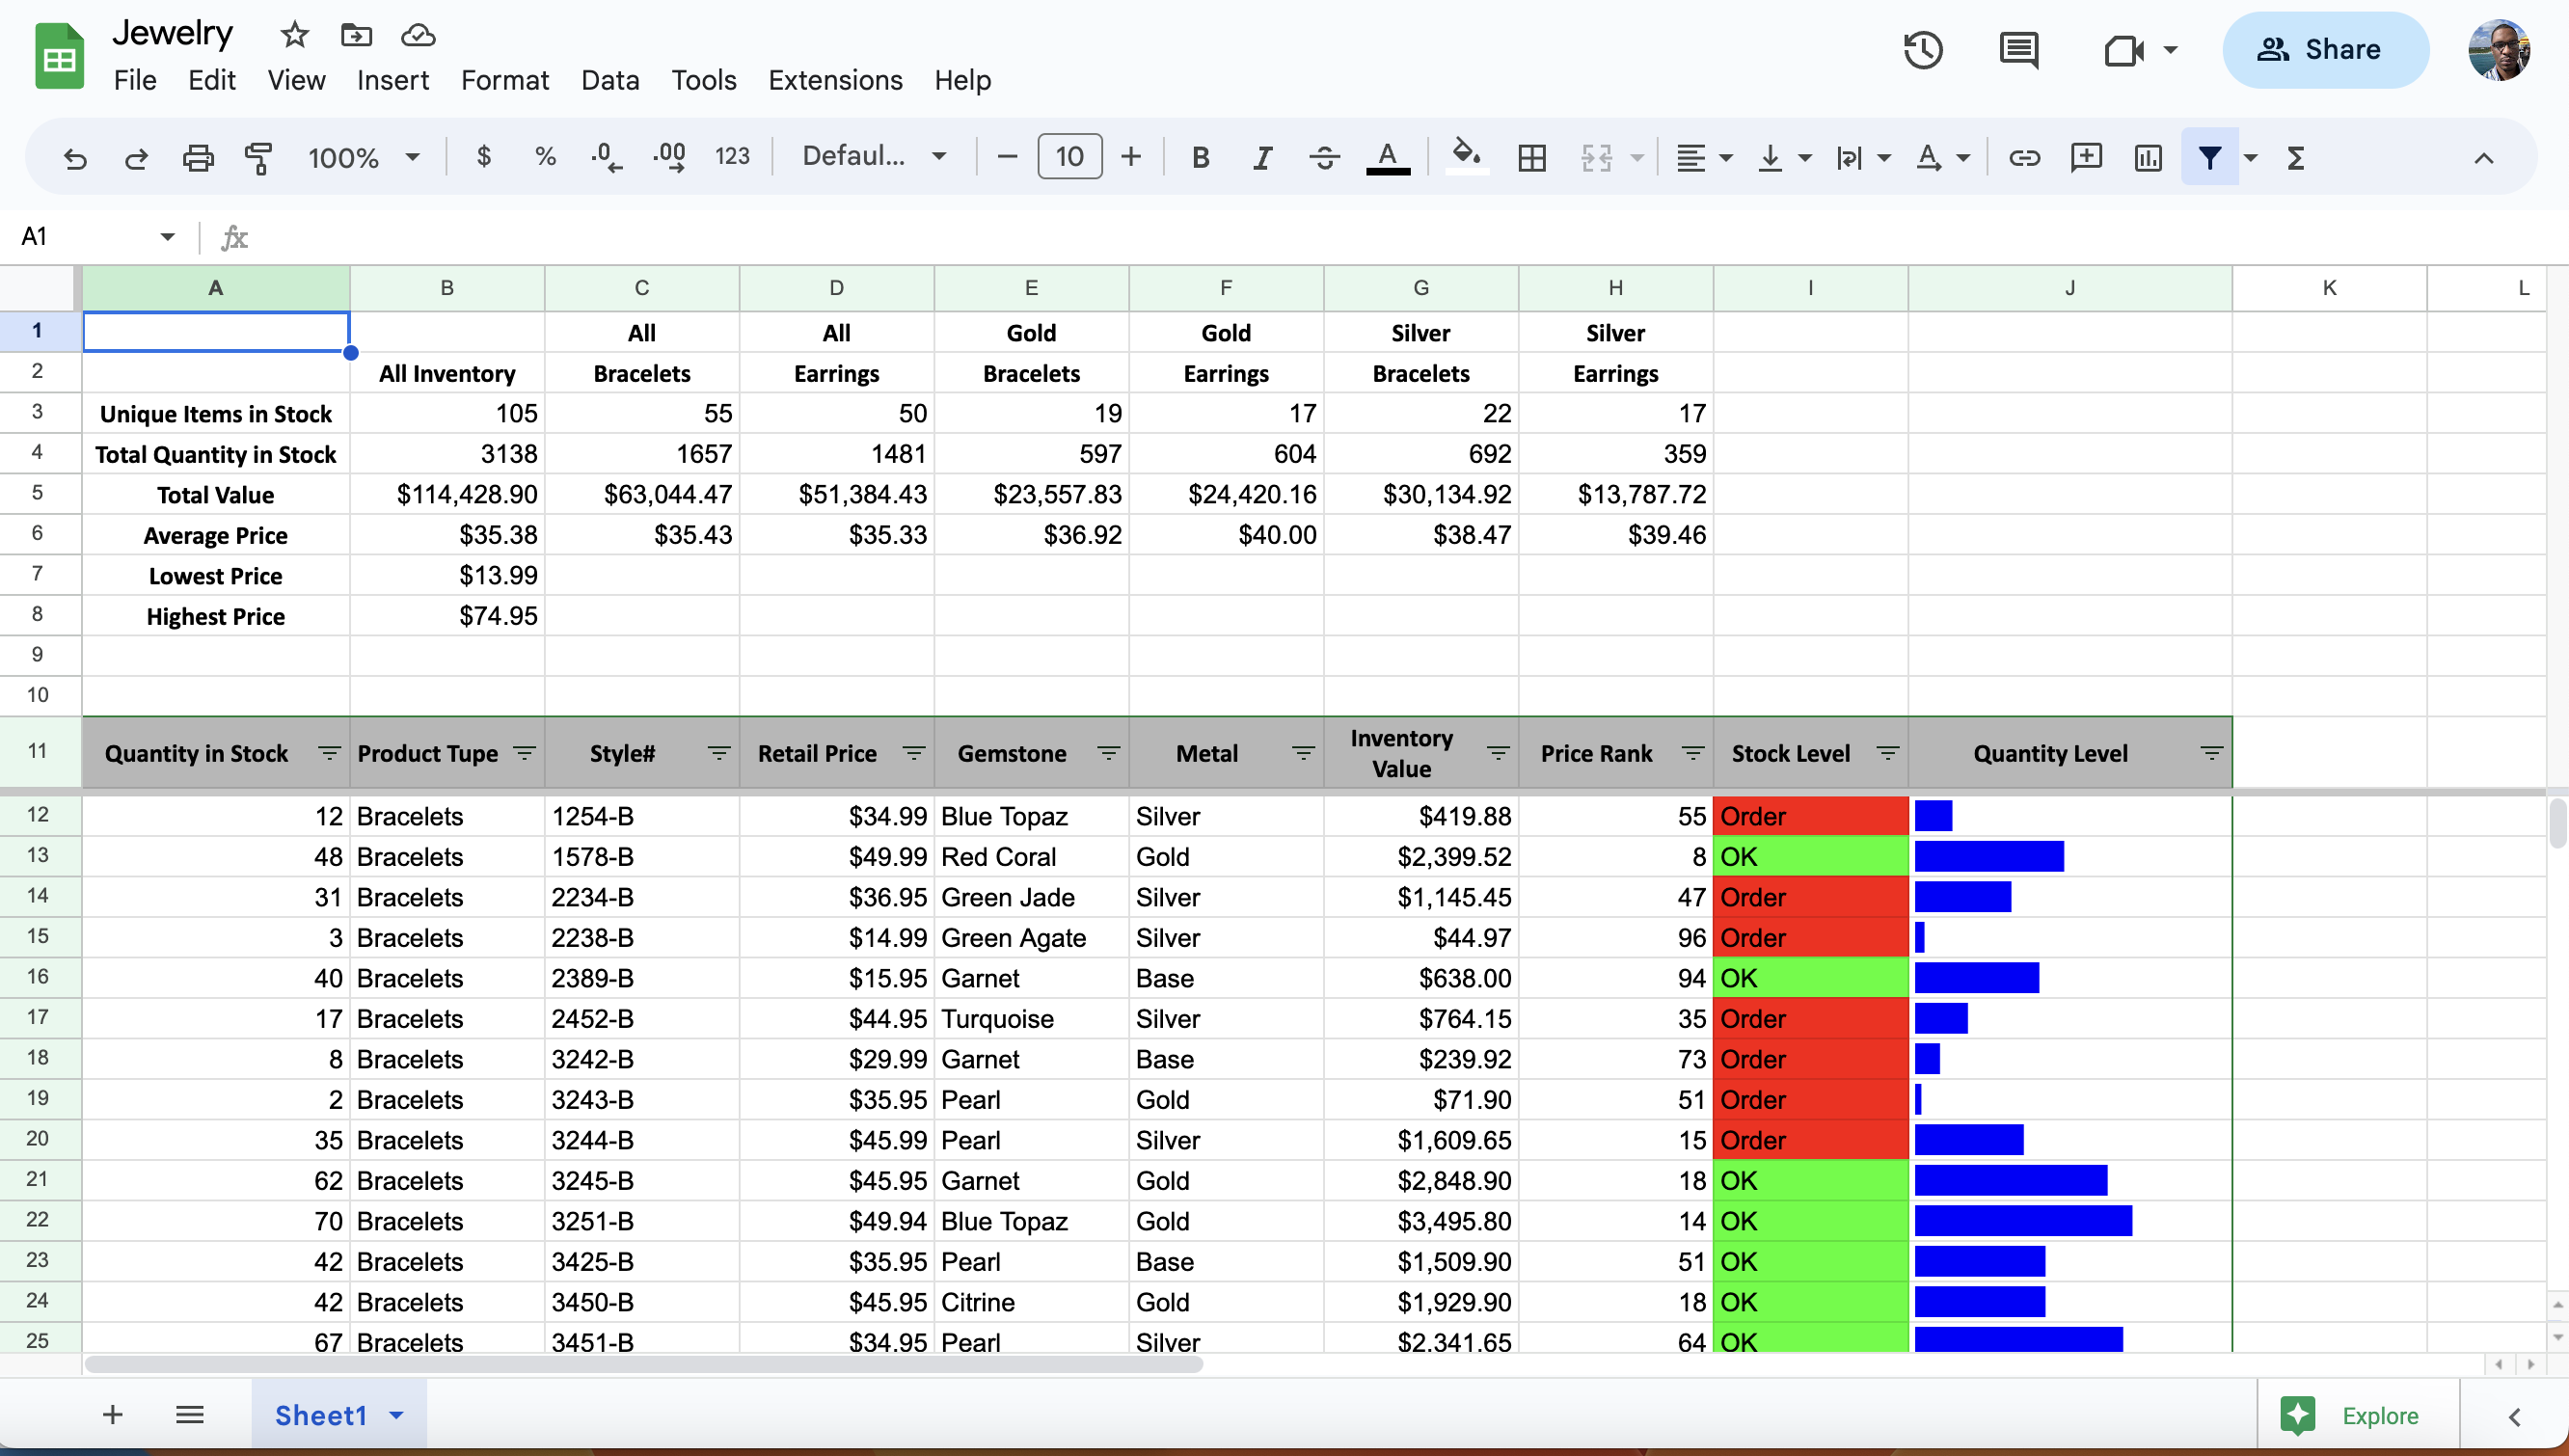 Jewelry
File Edit View Insert Format Data Tools Extensions Help
Share
100% $ % .0 .00 123 Defaul... 10 B I A A Σ
A1 fx
A B C D E F G H I J K L
1 All All Gold Gold Silver Silver
2 All Inventory Bracelets Earrings Bracelets Earrings Bracelets Earrings
3 Unique Items in Stock 105 55 50 19 17 22 17
4 Total Quantity in Stock 3138 1657 1481 597 604 692 359
5 Total Value $114,428.90 $63,044.47 $51,384.43 $23,557.83 $24,420.16 $30,134.92 $13,787.72
6 Average Price $35.38 $35.43 $35.33 $36.92 $40.00 $38.47 $39.46
7 Lowest Price $13.99
8 Highest Price $74.95
9
10
11 Quantity in Stock Product Tupe Style# Retail Price Gemstone Metal Inventory Value Price Rank Stock Level Quantity Level
12 12 Bracelets 1254-B $34.99 Blue Topaz Silver $419.88 55 Order
13 48 Bracelets 1578-B $49.99 Red Coral Gold $2,399.52 8 OK
14 31 Bracelets 2234-B $36.95 Green Jade Silver $1,145.45 47 Order
15 3 Bracelets 2238-B $14.99 Green Agate Silver $44.97 96 Order
16 40 Bracelets 2389-B $15.95 Garnet Base $638.00 94 OK
17 17 Bracelets 2452-B $44.95 Turquoise Silver $764.15 35 Order
18 8 Bracelets 3242-B $29.99 Garnet Base $239.92 73 Order
19 2 Bracelets 3243-B $35.95 Pearl Gold $71.90 51 Order
20 35 Bracelets 3244-B $45.99 Pearl Silver $1,609.65 15 Order
21 62 Bracelets 3245-B $45.95 Garnet Gold $2,848.90 18 OK
22 70 Bracelets 3251-B $49.94 Blue Topaz Gold $3,495.80 14 OK
23 42 Bracelets 3425-B $35.95 Pearl Base $1,509.90 51 OK
24 42 Bracelets 3450-B $45.95 Citrine Gold $1,929.90 18 OK
25 67 Bracelets 3451-B $34.95 Pearl Silver $2,341.65 64 OK
Sheet1 Explore